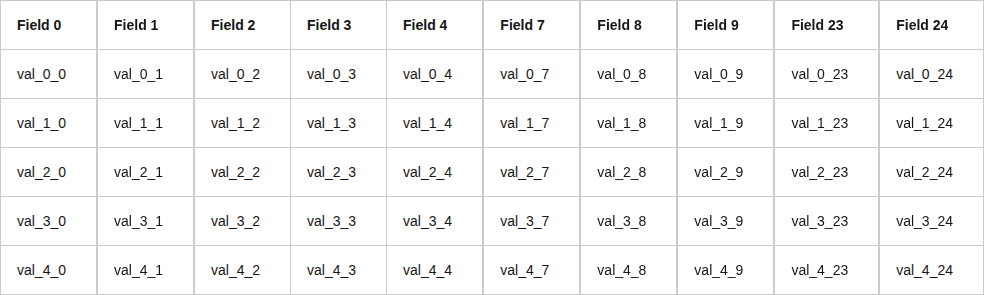 Field 0 Field 1 Field 2 Field 3 Field 4 Field 7 Field 8 Field 9 Field 23 Field 24
val_0_0 val_0_1 val_0_2 val_0_3 val_0_4 val_0_7 val_0_8 val_0_9 val_0_23 val_0_24
val_1_0 val_1_1 val_1_2 val_1_3 val_1_4 val_1_7 val_1_8 val_1_9 val_1_23 val_1_24
val_2_0 val_2_1 val_2_2 val_2_3 val_2_4 val_2_7 val_2_8 val_2_9 val_2_23 val_2_24
val_3_0 val_3_1 val_3_2 val_3_3 val_3_4 val_3_7 val_3_8 val_3_9 val_3_23 val_3_24
val_4_0 val_4_1 val_4_2 val_4_3 val_4_4 val_4_7 val_4_8 val_4_9 val_4_23 val_4_24